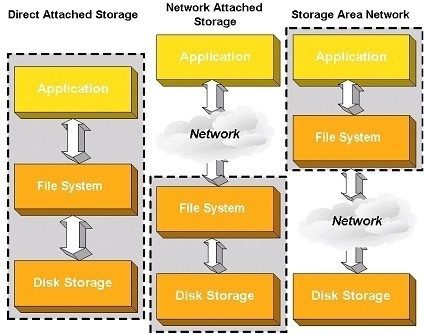 Direct Attached Storage
Application
File System
Disk Storage
Network Attached
Storage
Application
Network
File System
Disk Storage
Storage Area Network
Application
File System
Network
Disk Storage